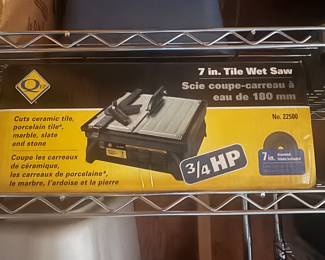 Q
7 in. Tile Wet Saw
Scie coupe-carreau à
eau de 180 mm
No. 22500
Cuts ceramic tile,
porcelain tile*,
marble, slate
and stone
Coupe les carreaux
de céramique,
les carreaux de porcelaine*,
le marbre, l'ardoise et la pierre
3/4 HP
7 in.